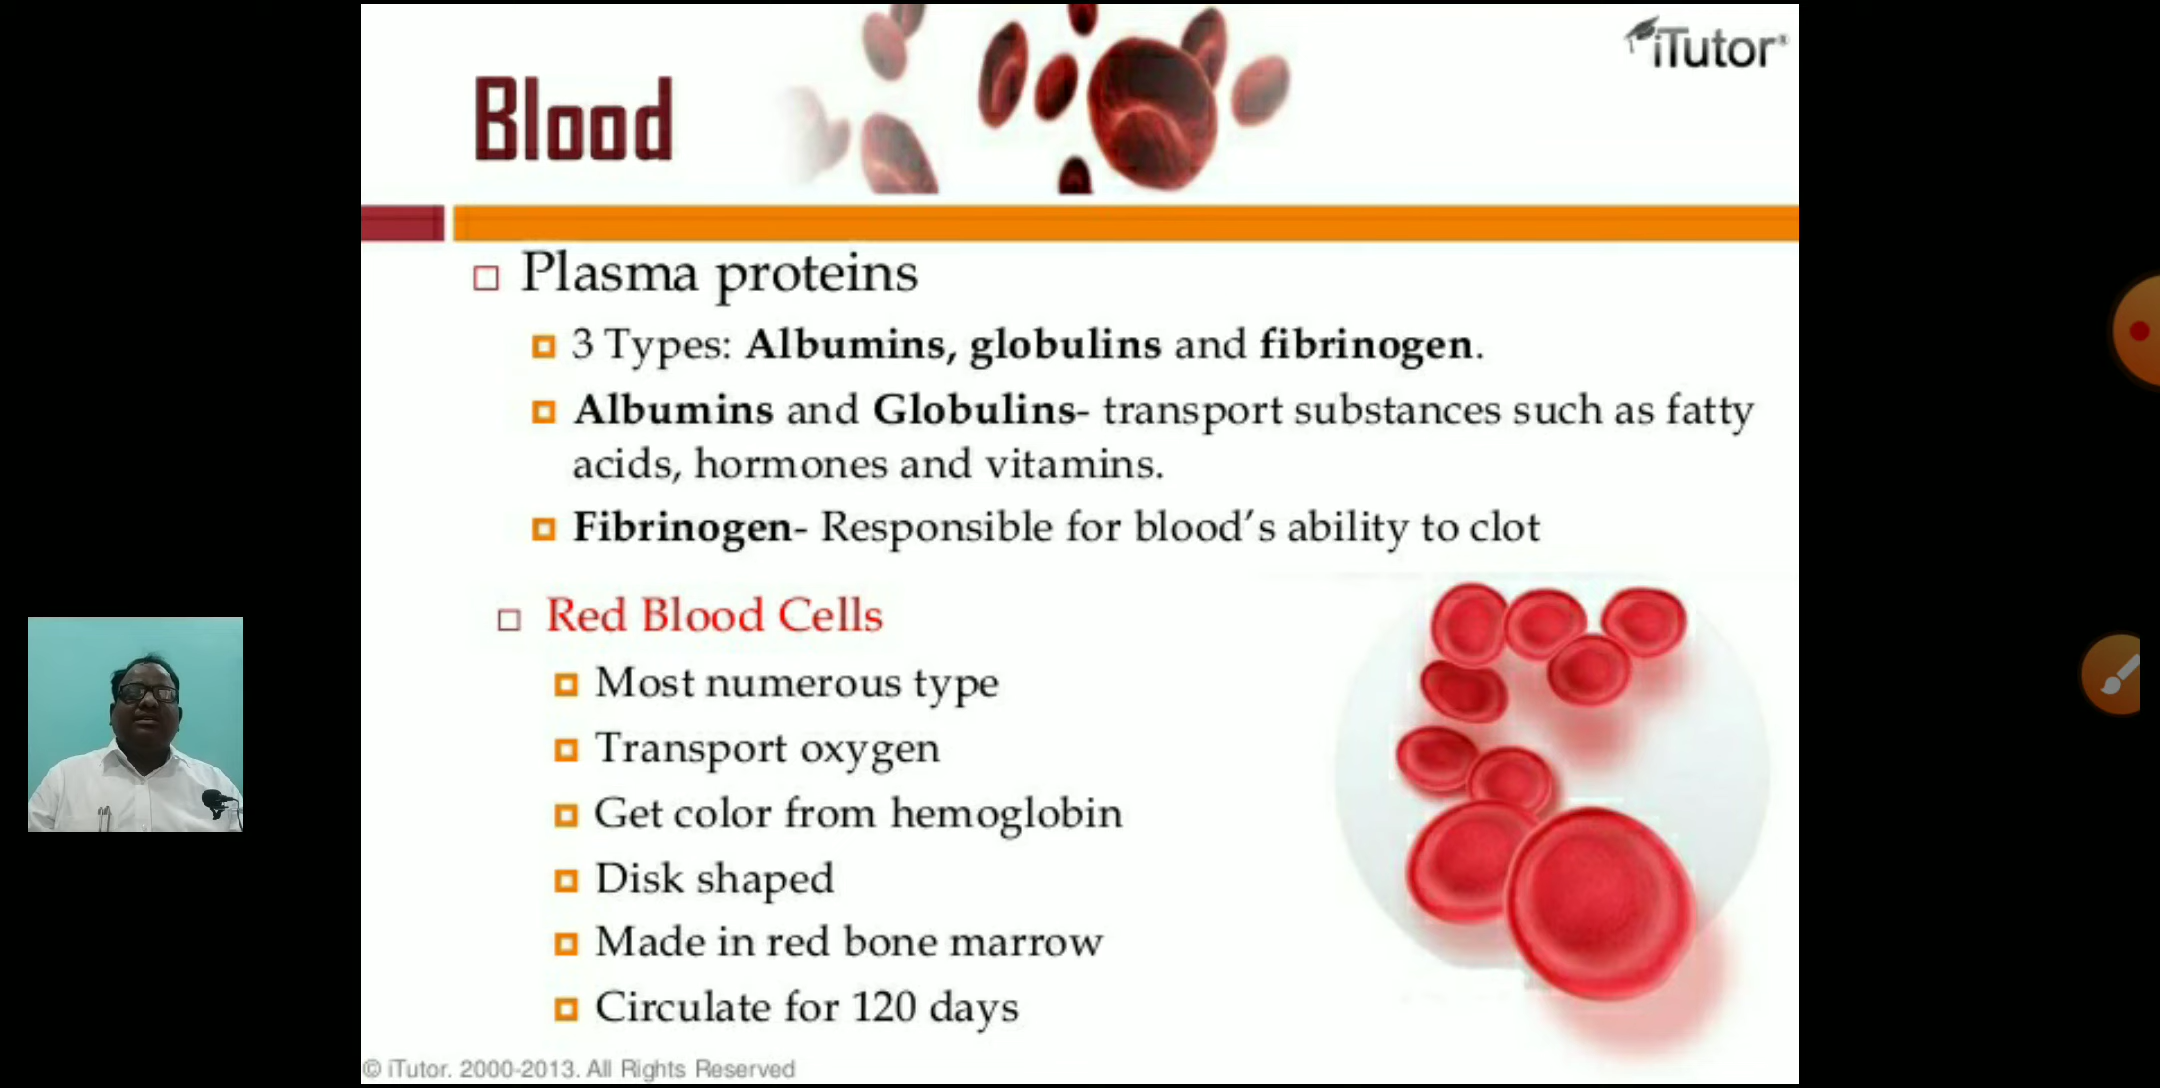 iTutor®
Blood
Plasma proteins
3 Types: Albumins, globulins and fibrinogen.
Albumins and Globulins- transport substances such as fatty
acids, hormones and vitamins.
Fibrinogen- Responsible for blood's ability to clot
Red Blood Cells
Most numerous type
Transport oxygen
Get color from hemoglobin
Disk shaped
Made in red bone marrow
Circulate for 120 days
© iTutor. 2000-2013. All Rights Reserved